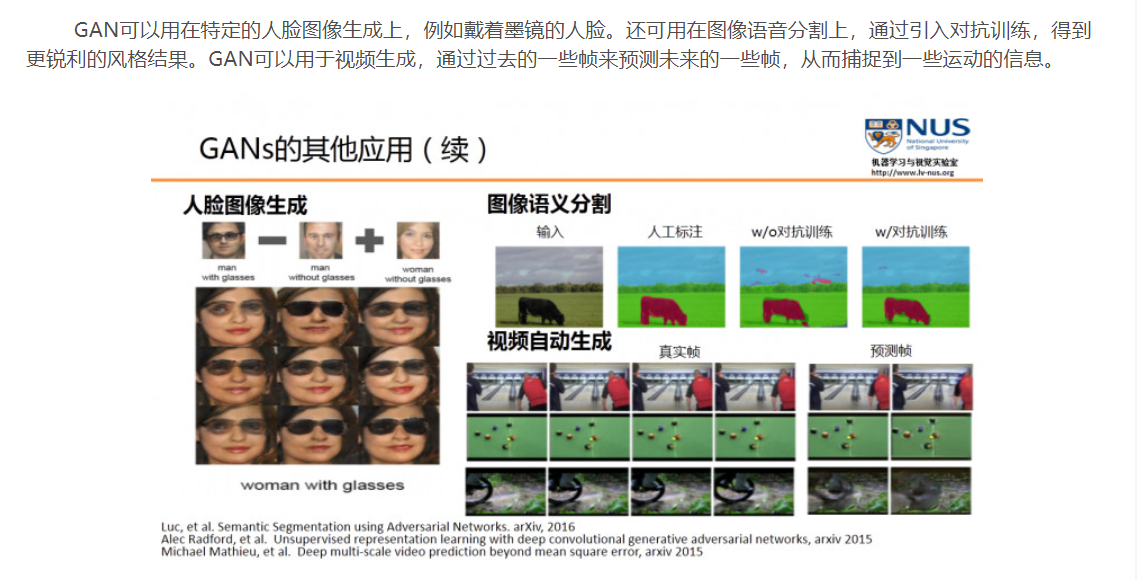 GAN可以用在特定的人脸图像生成上，例如戴着墨镜的人脸。还可用在图像语音分割上，通过引入对抗训练，得到
更锐利的风格结果。GAN可以用于视频生成，通过过去的一些帧来预测未来的一些帧，从而捕捉到一些运动的信息。
GANs的其他应用（续）
NUS
National University
of Singapore
机器学习与视觉实验室
http://www.lv-nus.org
人脸图像生成
man
with glasses
man
without glasses
woman
without glasses
woman with glasses
图像语义分割
输入
人工标注
w/o对抗训练
w/对抗训练
视频自动生成
真实帧
预测帧
Luc, et al. Semantic Segmentation using Adversarial Networks. arXiv, 2016
Alec Radford, et al. Unsupervised representation learning with deep convolutional generative adversarial networks, arxiv 2015
Michael Mathieu, et al. Deep multi-scale video prediction beyond mean square error, arxiv 2015